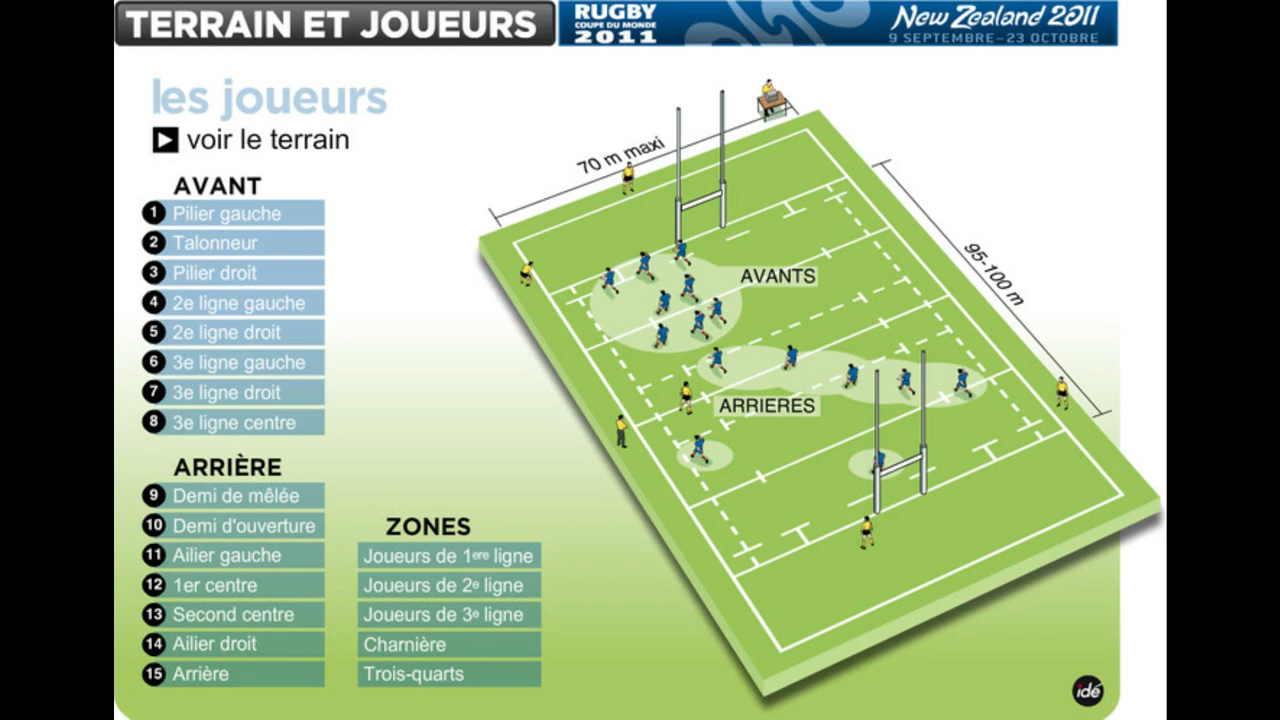 TERRAIN ET JOUEURS
RUGBY
COUPE DU MONDE
2011
NEW ZEALAND 2011
9 SEPTEMBRE–23 OCTOBRE
les joueurs
voir le terrain
AVANT
1 Pilier gauche
2 Talonneur
3 Pilier droit
4 2e ligne gauche
5 2e ligne droit
6 3e ligne gauche
7 3e ligne droit
8 3e ligne centre
ARRIÈRE
9 Demi de mêlée
10 Demi d'ouverture
11 Ailier gauche
12 1er centre
13 Second centre
14 Ailier droit
15 Arrière
ZONES
Joueurs de 1ere ligne
Joueurs de 2e ligne
Joueurs de 3e ligne
Charnière
Trois-quarts
70 m maxi
95-100 m
AVANTS
ARRIERES
idé